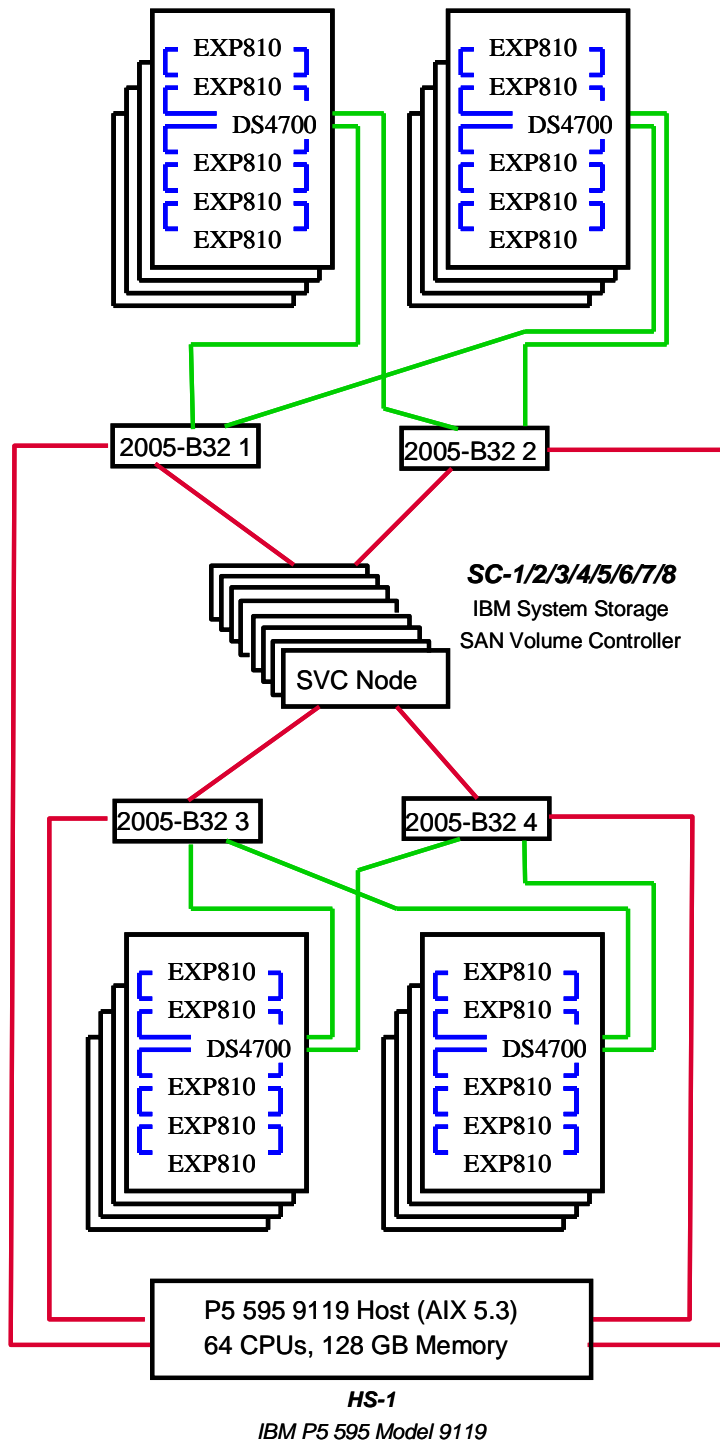 EXP810
EXP810
DS4700
EXP810
EXP810
EXP810
EXP810
EXP810
DS4700
EXP810
EXP810
EXP810
2005-B32 1
2005-B32 2
SC-1/2/3/4/5/6/7/8
IBM System Storage
SAN Volume Controller
SVC Node
2005-B32 3
2005-B32 4
EXP810
EXP810
DS4700
EXP810
EXP810
EXP810
EXP810
EXP810
DS4700
EXP810
EXP810
EXP810
P5 595 9119 Host (AIX 5.3)
64 CPUs, 128 GB Memory
HS-1
IBM P5 595 Model 9119